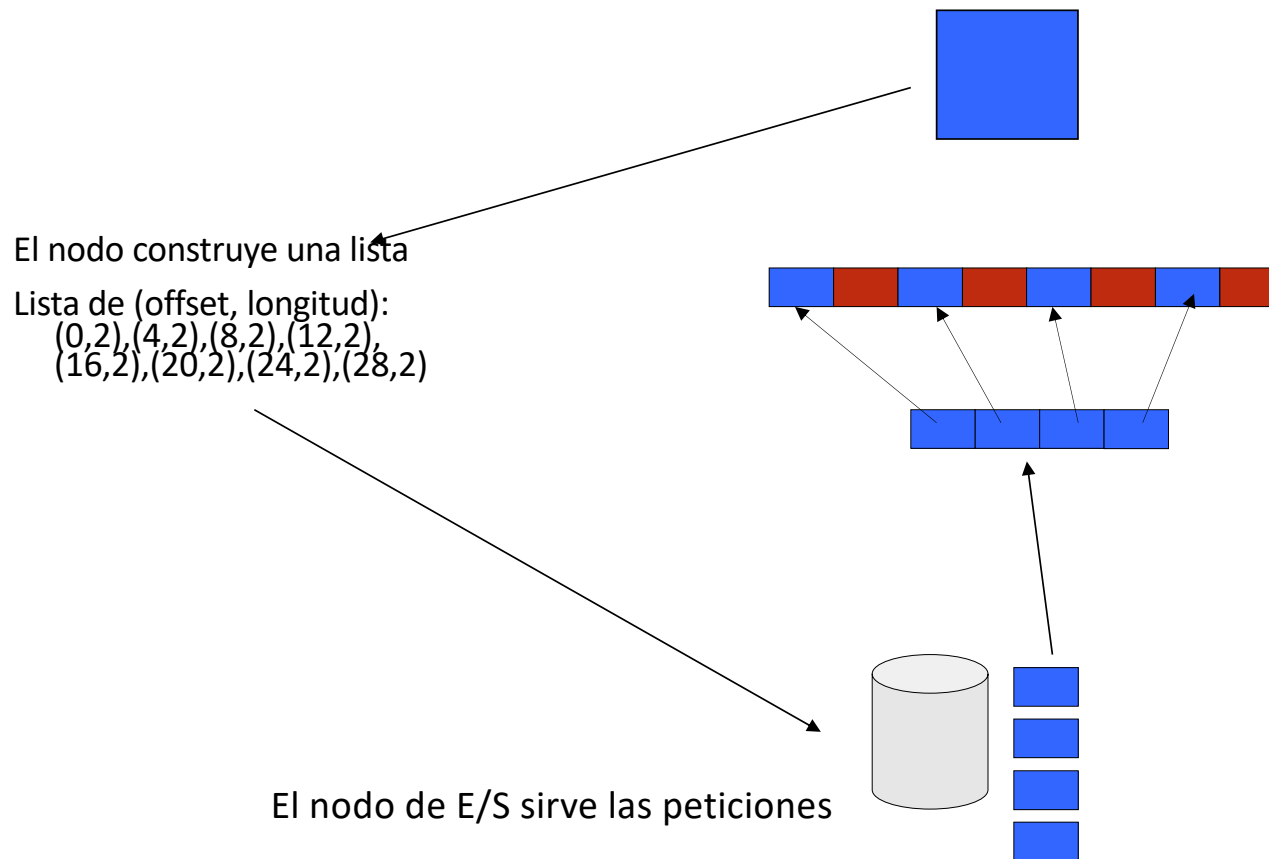 El nodo construye una lista
Lista de (offset, longitud):
(0,2),(4,2),(8,2),(12,2),
(16,2),(20,2),(24,2),(28,2)
El nodo de E/S sirve las peticiones